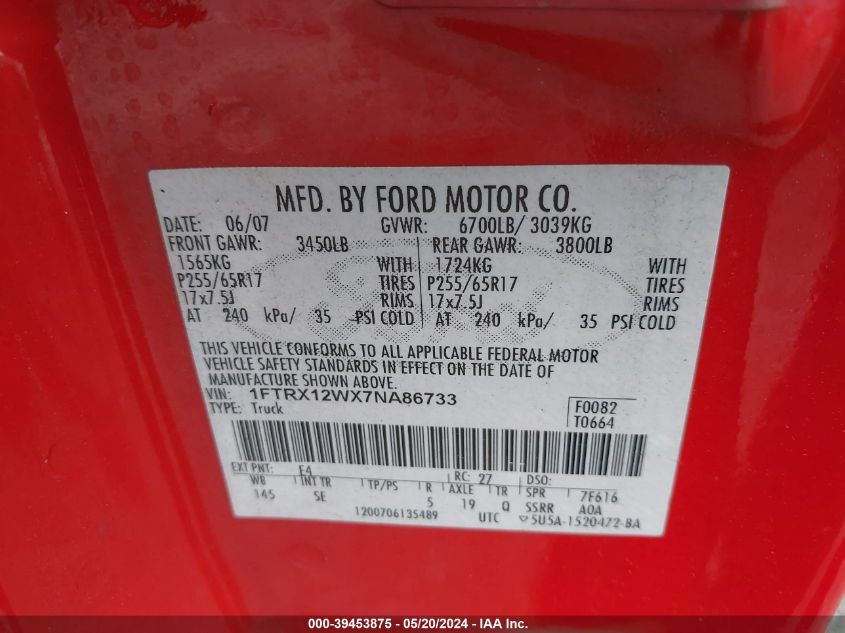 MFD. BY FORD MOTOR CO.
DATE: 06/07 GVWR: 6700LB/ 3039KG
FRONT GAWR: 3450LB REAR GAWR: 3800LB
1565KG WITH 1724KG WITH
P255/65R17 TIRES P255/65R17 TIRES
17x7.5J RIMS 17x7.5J RIMS
AT 240 kPa/ 35 PSI COLD AT 240 kPa/ 35 PSI COLD
THIS VEHICLE CONFORMS TO ALL APPLICABLE FEDERAL MOTOR
VEHICLE SAFETY STANDARDS IN EFFECT ON THE DATE OF
MANUFACTURE SHOWN ABOVE.
VIN: 1FTRX12WX7NA86733 F0082
TYPE: Truck T0664
EXT PNT: F4 RC: 27 DSO:
WB INT TR TP/PS R AXLE TR SPR 7F616
145 SE 5 19 Q SSRR AOA
1200706135489 UTC ▽5U5A-1520472-BA
000-39453875 / 05/20/2024 - IAA Inc.